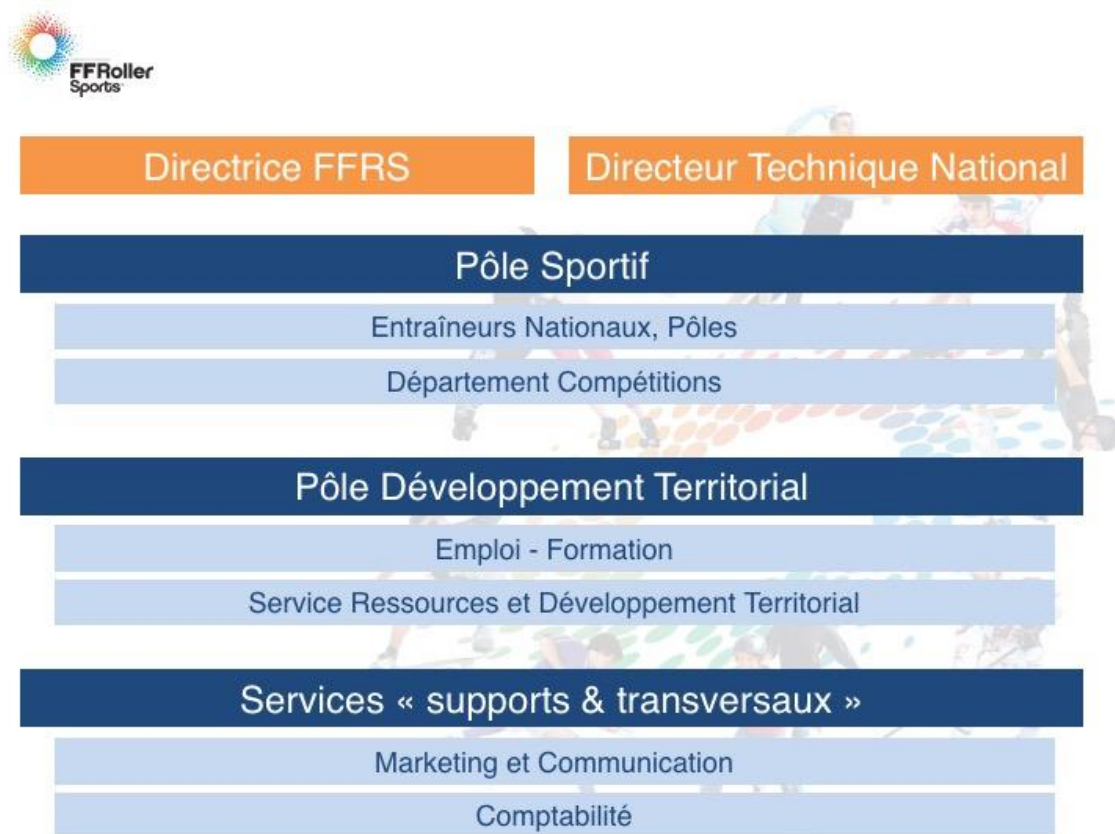 FFRoller
Sports
Directrice FFRS
Directeur Technique National
Pôle Sportif
Entraîneurs Nationaux, Pôles
Département Compétitions
Pôle Développement Territorial
Emploi - Formation
Service Ressources et Développement Territorial
Services « supports & transversaux »
Marketing et Communication
Comptabilité